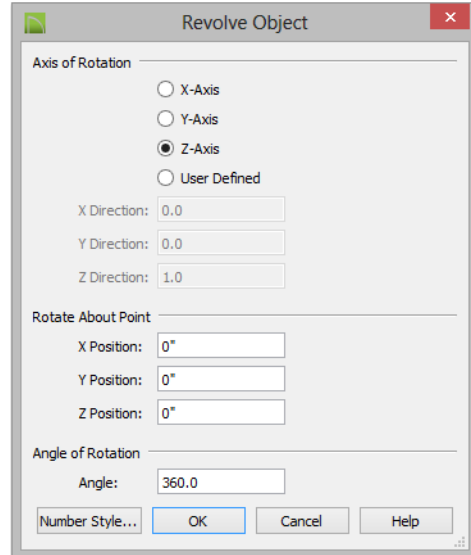 Revolve Object
Axis of Rotation
X-Axis
Y-Axis
Z-Axis
User Defined
X Direction: 0.0
Y Direction: 0.0
Z Direction: 1.0
Rotate About Point
X Position: 0"
Y Position: 0"
Z Position: 0"
Angle of Rotation
Angle: 360.0
Number Style... OK Cancel Help